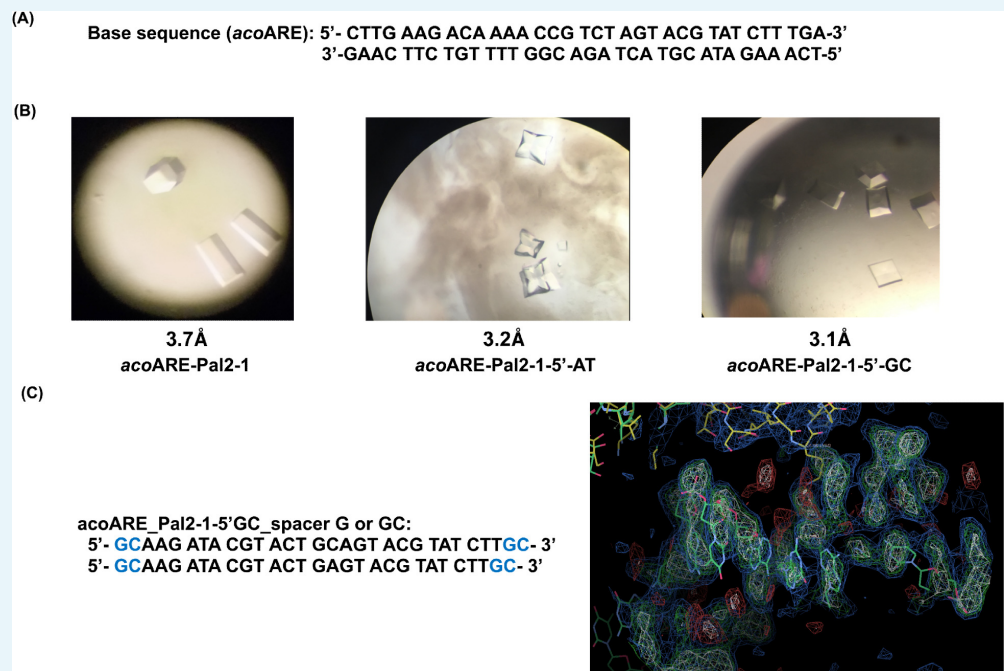 (A)
Base sequence (acoARE): 5'- CTTG AAG ACA AAA CCG TCT AGT ACG TAT CTT TGA-3'
3'-GAAC TTC TGT TTT GGC AGA TCA TGC ATA GAA ACT-5'
(B)
3.7Å
acoARE-Pal2-1
3.2Å
acoARE-Pal2-1-5'-AT
3.1Å
acoARE-Pal2-1-5'-GC
(C)
acoARE_Pal2-1-5'GC_spacer G or GC:
5'- GCAAG ATA CGT ACT GCAGT ACG TAT CTTGC- 3'
5'- GCAAG ATA CGT ACT GAGT ACG TAT CTTGC- 3'